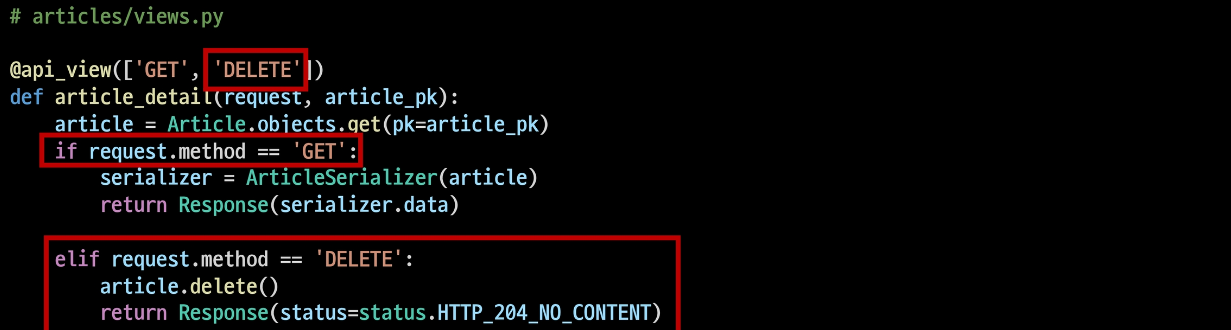 # articles/views.py
@api_view(['GET', 'DELETE'])
def article_detail(request, article_pk):
    article = Article.objects.get(pk=article_pk)
    if request.method == 'GET':
        serializer = ArticleSerializer(article)
        return Response(serializer.data)
    elif request.method == 'DELETE':
        article.delete()
        return Response(status=status.HTTP_204_NO_CONTENT)